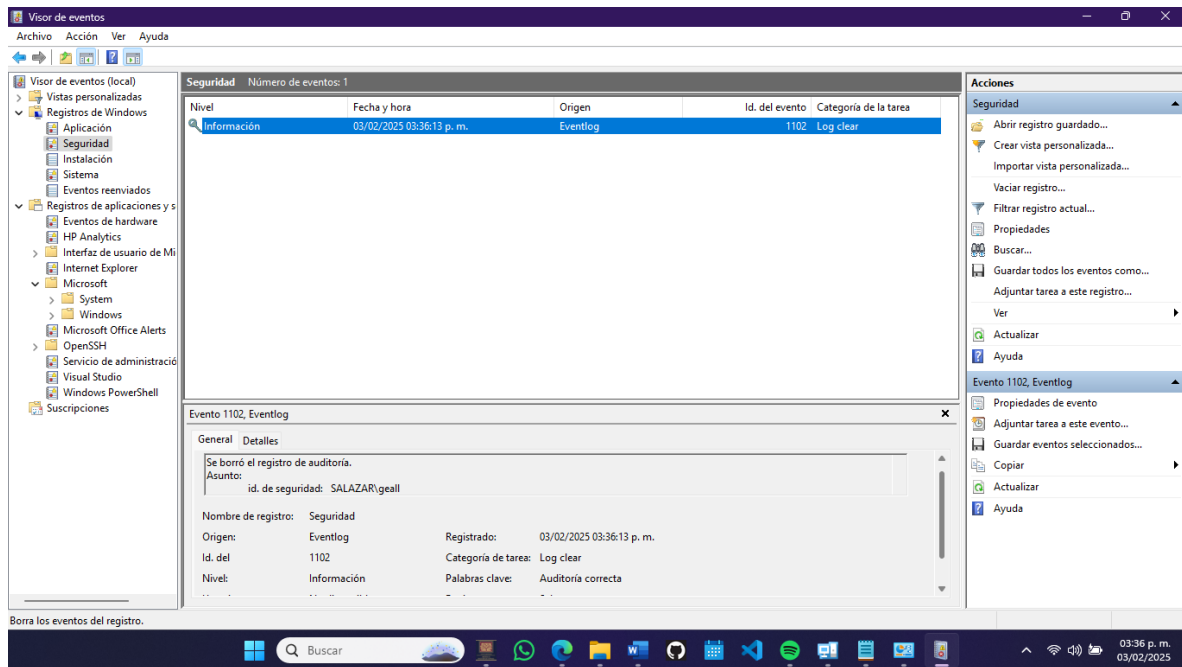 Visor de eventos
Archivo Acción Ver Ayuda
Visor de eventos (local)
Vistas personalizadas
Registros de Windows
Aplicación
Seguridad
Instalación
Sistema
Eventos reenviados
Registros de aplicaciones y s
Eventos de hardware
HP Analytics
Interfaz de usuario de Mi
Internet Explorer
Microsoft
System
Windows
Microsoft Office Alerts
OpenSSH
Servicio de administració
Visual Studio
Windows PowerShell
Suscripciones
Seguridad Número de eventos: 1
Nivel Fecha y hora Origen Id. del evento Categoría de la tarea
Información 03/02/2025 03:36:13 p. m. Eventlog 1102 Log clear
Evento 1102, Eventlog
General Detalles
Se borró el registro de auditoría.
Asunto:
id. de seguridad: SALAZAR\geall
Nombre de registro: Seguridad
Origen: Eventlog Registrado: 03/02/2025 03:36:13 p. m.
Id. del 1102 Categoría de tarea: Log clear
Nivel: Información Palabras clave: Auditoría correcta
Acciones
Seguridad
Abrir registro guardado...
Crear vista personalizada...
Importar vista personalizada...
Vaciar registro...
Filtrar registro actual...
Propiedades
Buscar...
Guardar todos los eventos como...
Adjuntar tarea a este registro...
Ver
Actualizar
Ayuda
Evento 1102, Eventlog
Propiedades de evento
Adjuntar tarea a este evento...
Guardar eventos seleccionados...
Copiar
Actualizar
Ayuda
Borra los eventos del registro.
Buscar
03:36 p. m.
03/02/2025